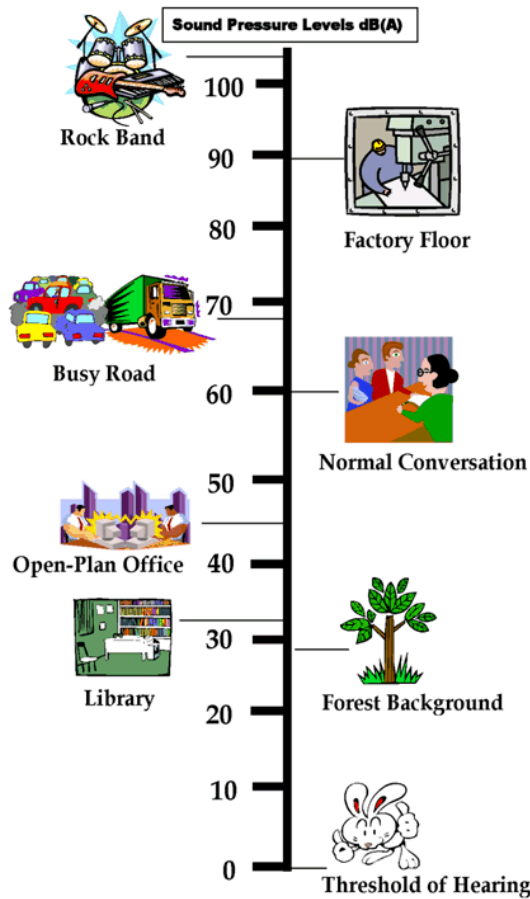 Sound Pressure Levels dB(A)
100
Rock Band
90
80
Factory Floor
70
Busy Road
60
Normal Conversation
50
Open-Plan Office
40
30
Library
Forest Background
20
10
0
Threshold of Hearing